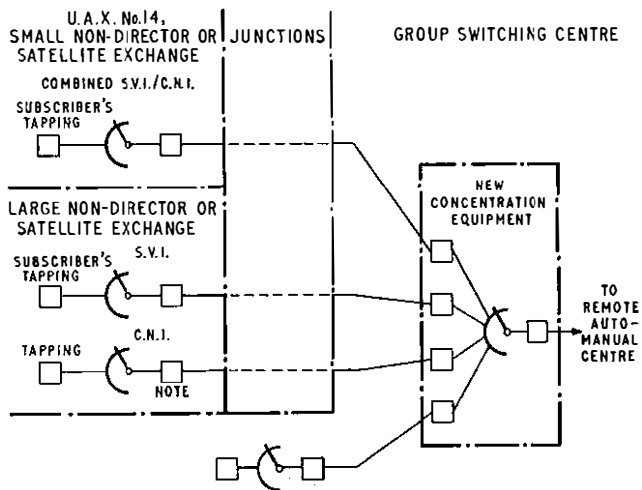 U.A.X. No.14,
SMALL NON-DIRECTOR OR
SATELLITE EXCHANGE
JUNCTIONS
GROUP SWITCHING CENTRE
COMBINED S.V.I./C.N.I.
SUBSCRIBER'S
TAPPING
NEW
CONCENTRATION
EQUIPMENT
LARGE NON-DIRECTOR OR
SATELLITE EXCHANGE
SUBSCRIBER'S
TAPPING
S.V.I.
TAPPING
C.N.I.
NOTE
TO
REMOTE
AUTO-
MANUAL
CENTRE